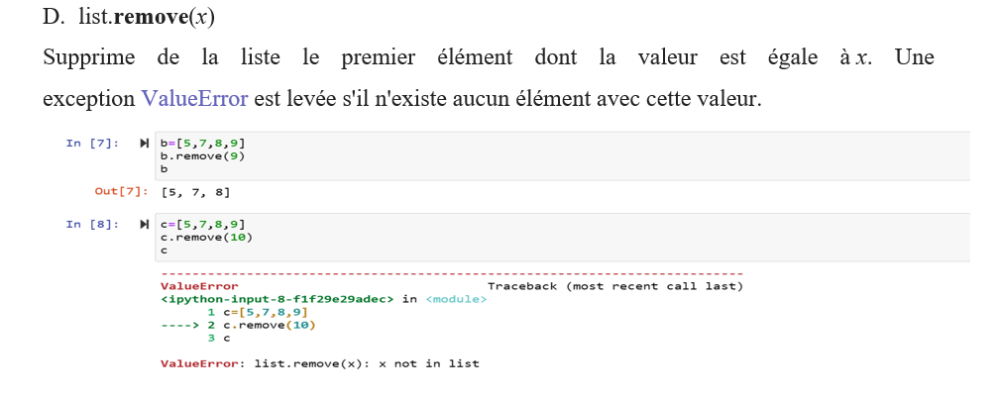 D. list.remove(x)
Supprime de la liste le premier élément dont la valeur est égale à x. Une
exception ValueError est levée s'il n'existe aucun élément avec cette valeur.
In [7]: b=[5,7,8,9]
b.remove(9)
b
Out[7]: [5, 7, 8]
In [8]: c=[5,7,8,9]
c.remove(10)
c
---------------------------------------------------------------------------
ValueError Traceback (most recent call last)
<ipython-input-8-f1f29e29adec> in <module>
1 c=[5,7,8,9]
----> 2 c.remove(10)
3 c
ValueError: list.remove(x): x not in list